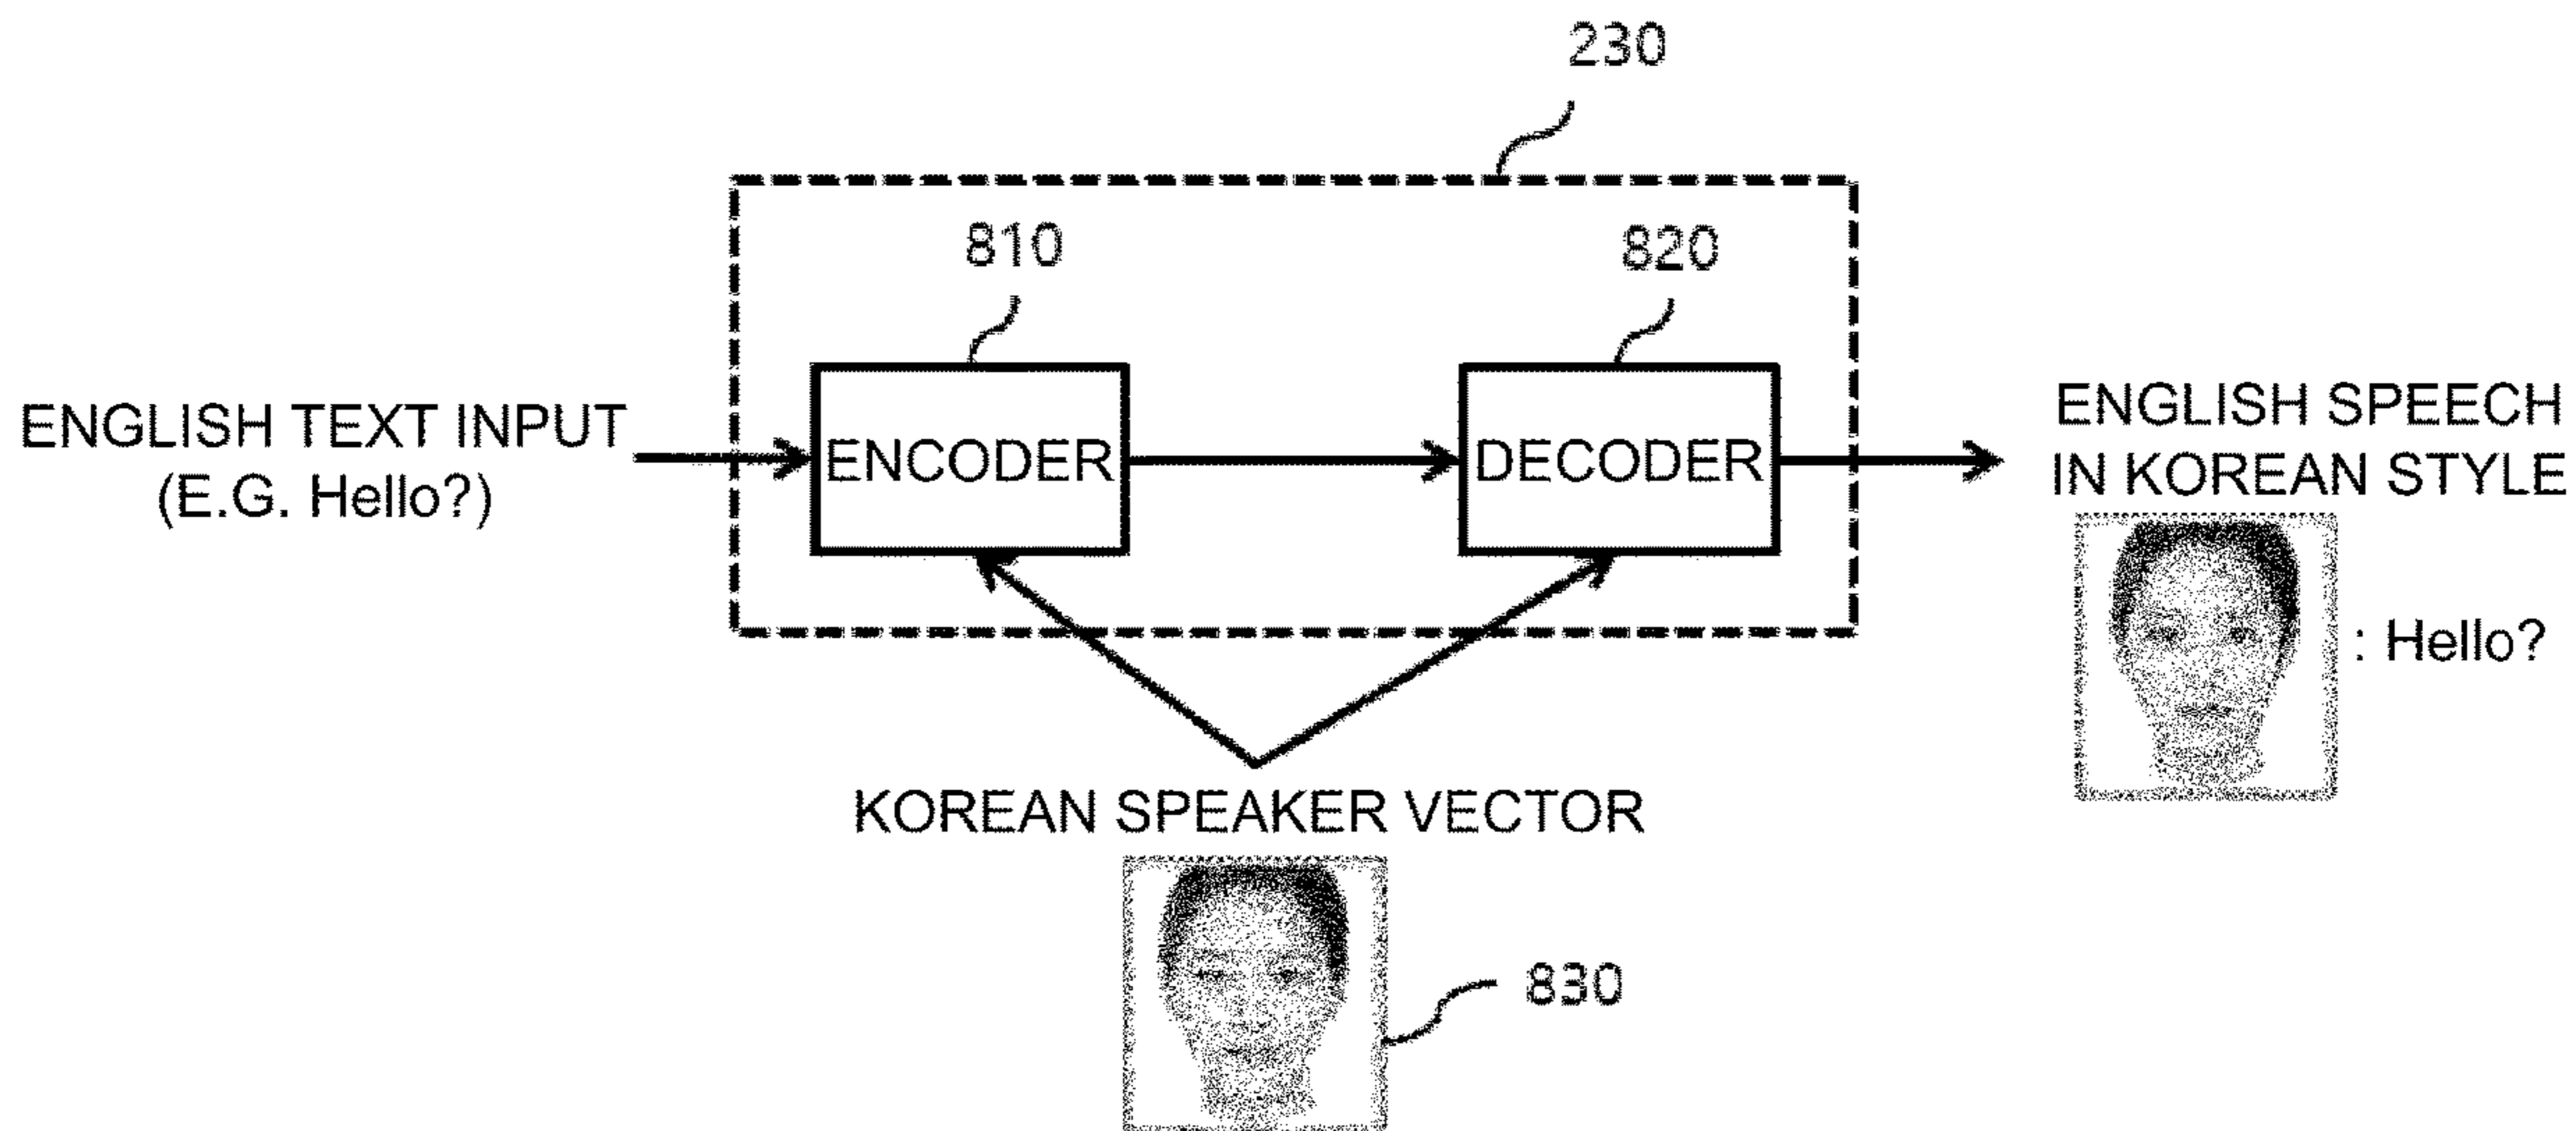 230
810
820
ENGLISH TEXT INPUT
(E.G. Hello?)
ENCODER
DECODER
ENGLISH SPEECH
IN KOREAN STYLE
: Hello?
KOREAN SPEAKER VECTOR
830